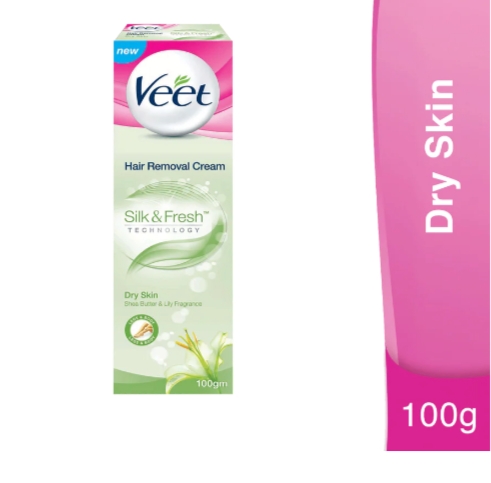 new
Veet
Hair Removal Cream
Silk & Fresh™
TECHNOLOGY
Dry Skin
Shea Butter & Lily Fragrance
100gm
Dry Skin
100g